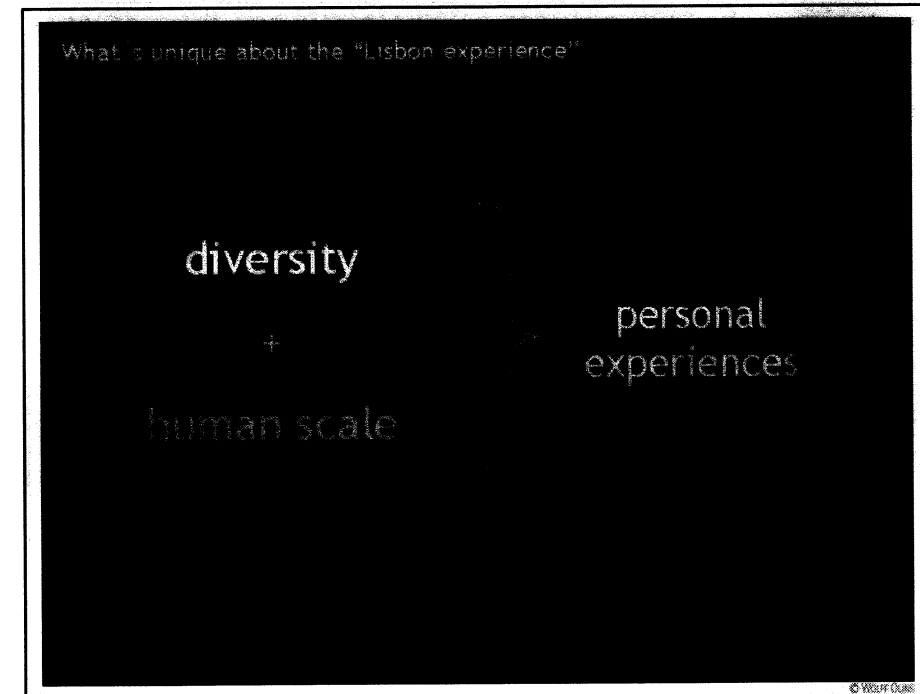 What's unique about the "Lisbon experience"
diversity
+
human scale
personal
experiences
© WOLFF OLINS